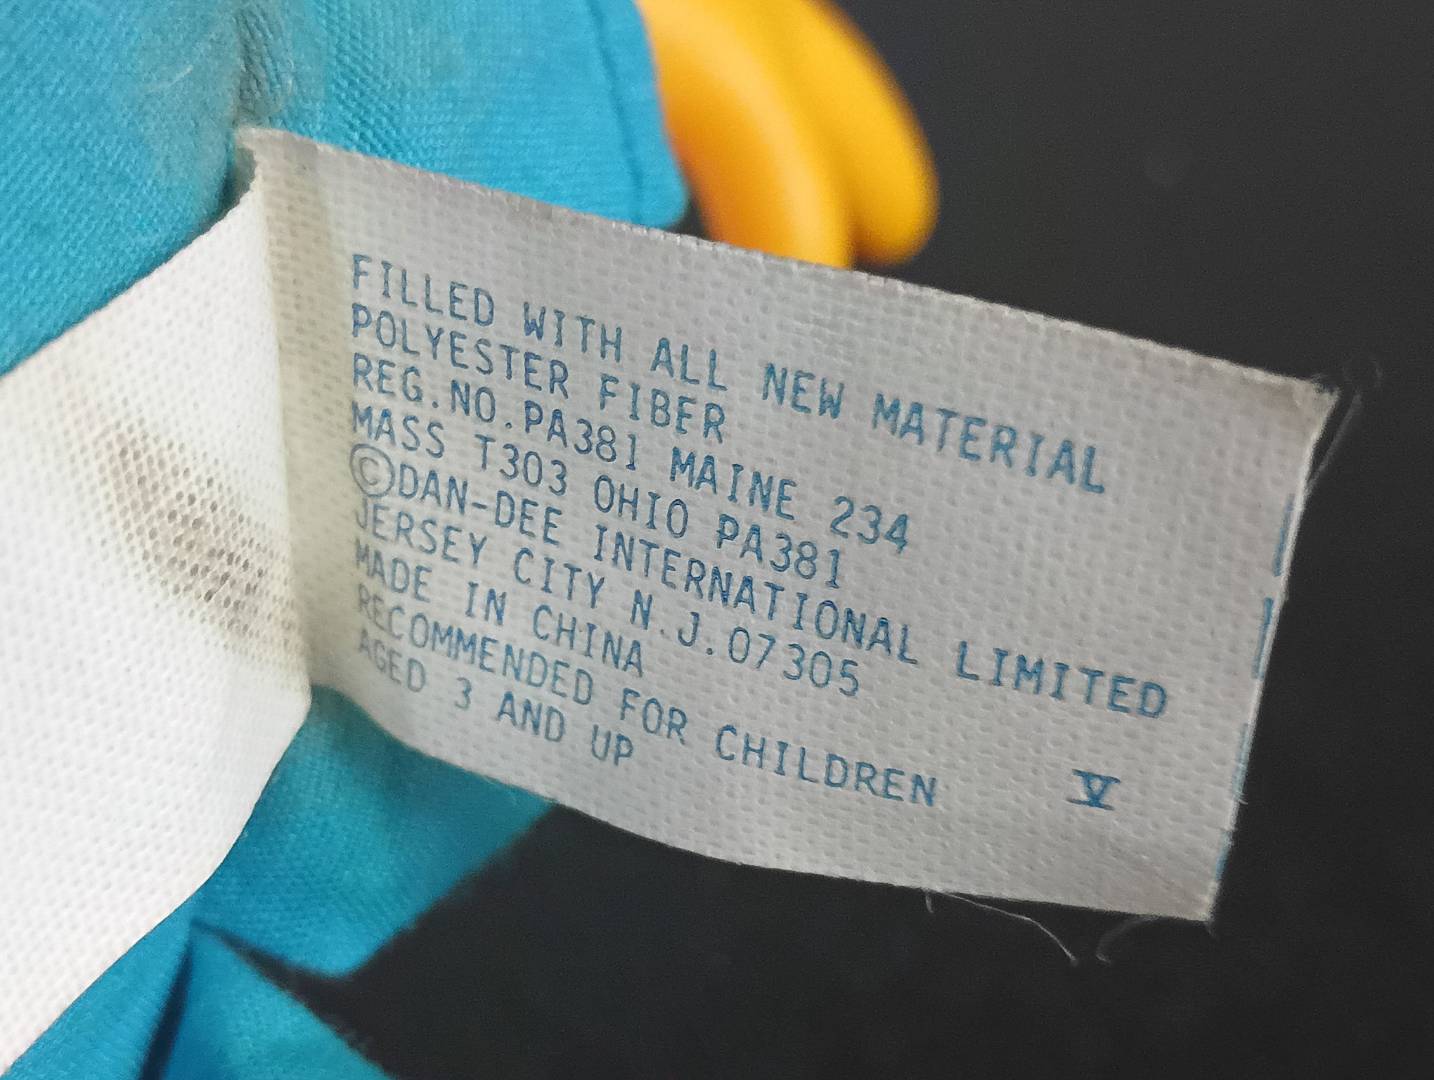 FILLED WITH ALL NEW MATERIAL
POLYESTER FIBER
REG.NO.PA381 MAINE 234
MASS T303 OHIO PA381
©DAN-DEE INTERNATIONAL LIMITED
JERSEY CITY N.J.07305
MADE IN CHINA
RECOMMENDED FOR CHILDREN
AGED 3 AND UP
V